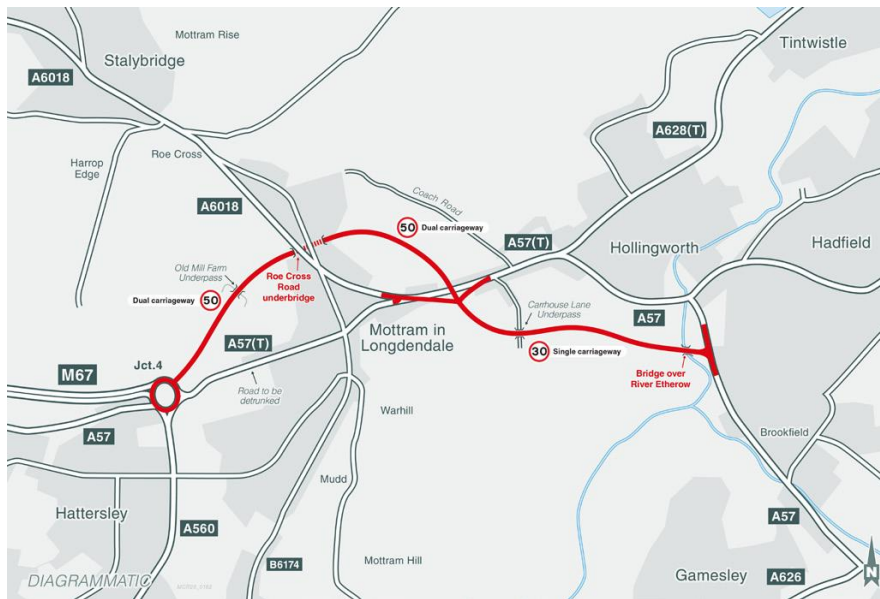 Mottram Rise
Stalybridge
Tintwistle
A6018
A628(T)
Roe Cross
Harrop
Edge
A6018
Coach Road
50 Dual carriageway
A57(T)
Hollingworth
Hadfield
Old Mill Farm
Underpass
Roe Cross
Road
underbridge
Dual carriageway 50
Carrhouse Lane
Underpass
A57
Mottram in
Longdendale
A57(T)
30 Single carriageway
Jct.4
M67
Bridge over
River Etherow
Road to be
detrunked
Warhill
A57
Brookfield
Mudd
Hattersley
A560
A57
Mottram Hill
B6174
DIAGRAMMATIC
Gamesley
A626
N